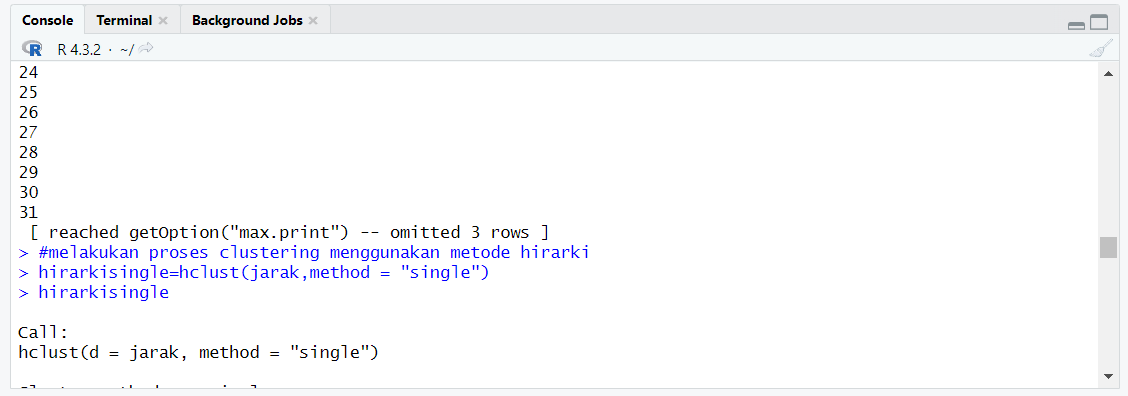 Console Terminal Background Jobs
R R 4.3.2 · ~/
24
25
26
27
28
29
30
31
[ reached getOption("max.print") -- omitted 3 rows ]
> #melakukan proses clustering menggunakan metode hirarki
> hirarkisingle=hclust(jarak,method = "single")
> hirarkisingle
Call:
hclust(d = jarak, method = "single")